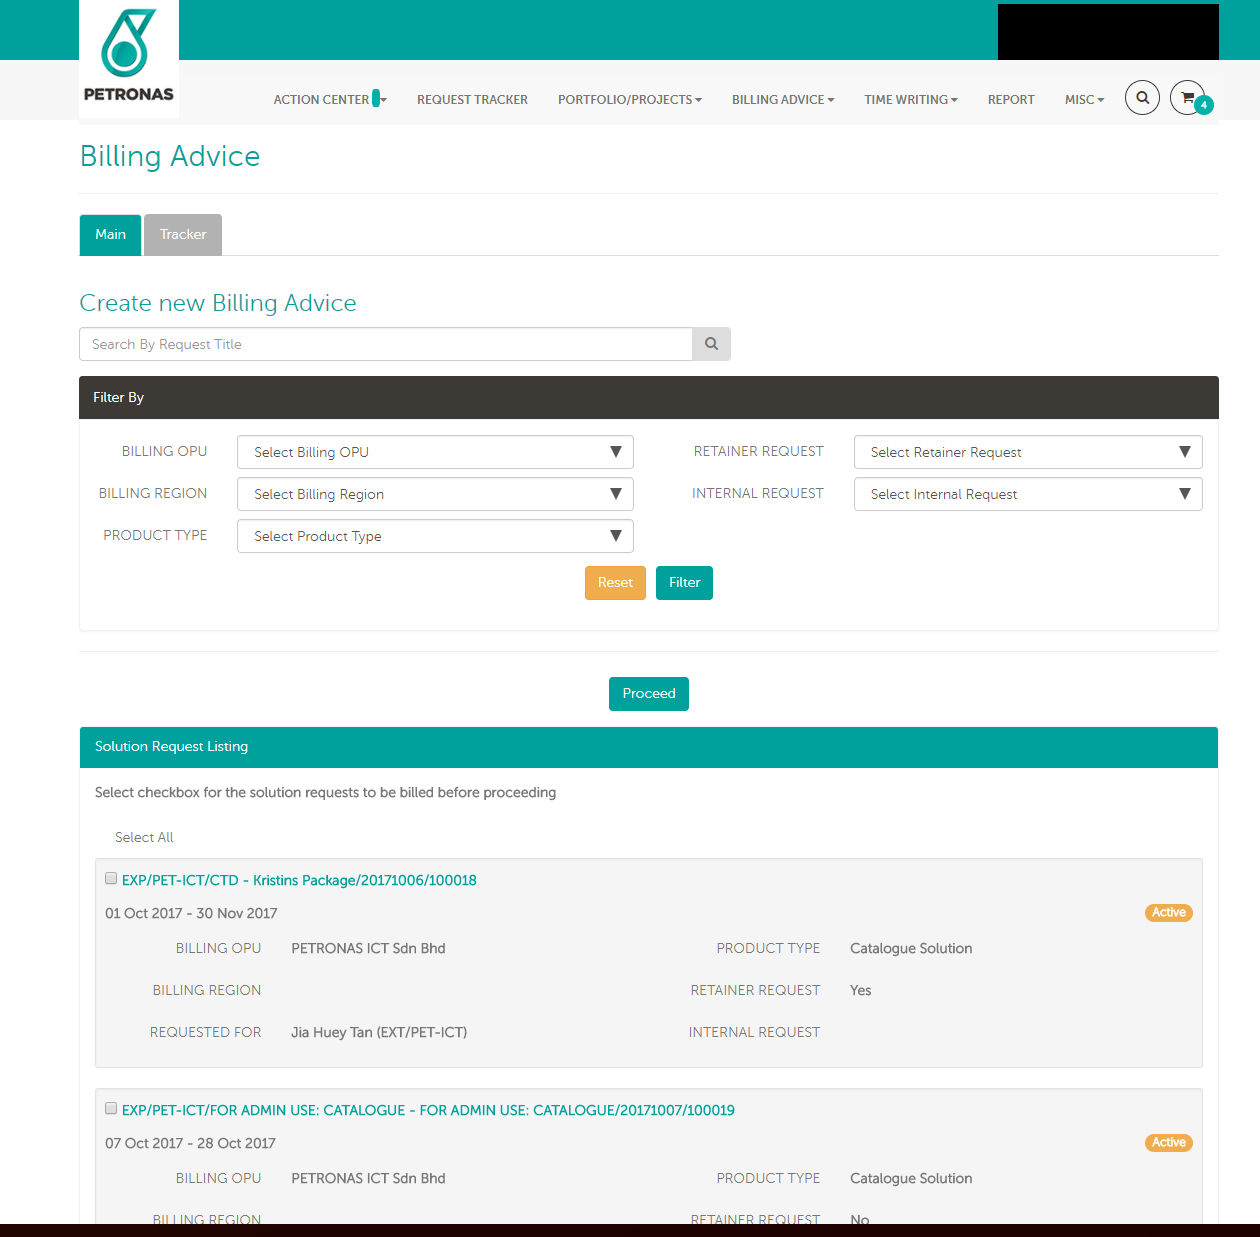 PETRONAS
ACTION CENTER REQUEST TRACKER PORTFOLIO/PROJECTS BILLING ADVICE TIME WRITING REPORT MISC 4
Billing Advice
Main Tracker
Create new Billing Advice
Search By Request Title
Filter By
BILLING OPU Select Billing OPU RETAINER REQUEST Select Retainer Request
BILLING REGION Select Billing Region INTERNAL REQUEST Select Internal Request
PRODUCT TYPE Select Product Type
Reset Filter
Proceed
Solution Request Listing
Select checkbox for the solution requests to be billed before proceeding
Select All
EXP/PET-ICT/CTD - Kristins Package/20171006/100018
01 Oct 2017 - 30 Nov 2017 Active
BILLING OPU PETRONAS ICT Sdn Bhd PRODUCT TYPE Catalogue Solution
BILLING REGION RETAINER REQUEST Yes
REQUESTED FOR Jia Huey Tan (EXT/PET-ICT) INTERNAL REQUEST
EXP/PET-ICT/FOR ADMIN USE: CATALOGUE - FOR ADMIN USE: CATALOGUE/20171007/100019
07 Oct 2017 - 28 Oct 2017 Active
BILLING OPU PETRONAS ICT Sdn Bhd PRODUCT TYPE Catalogue Solution
BILLING REGION RETAINER REQUEST No